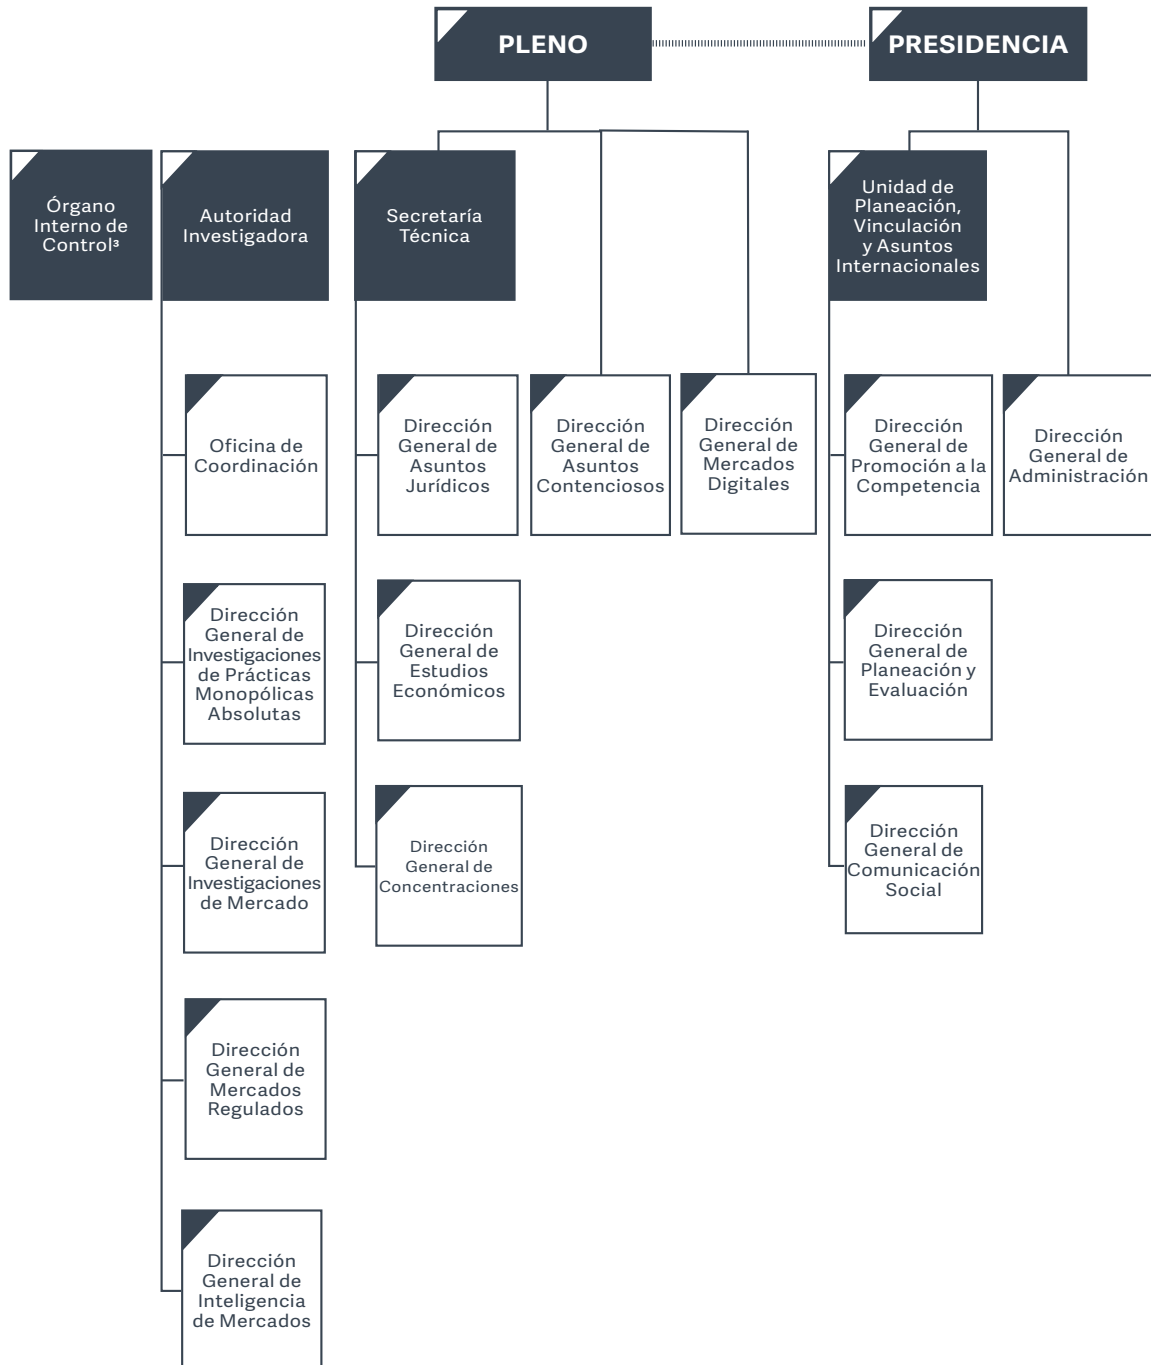 PLENO
PRESIDENCIA
Órgano
Interno de
Control³
Autoridad
Investigadora
Secretaría
Técnica
Unidad de
Planeación,
Vinculación
y Asuntos
Internacionales
Oficina de
Coordinación
Dirección
General de
Asuntos
Jurídicos
Dirección
General de
Asuntos
Contenciosos
Dirección
General de
Mercados
Digitales
Dirección
General de
Promoción a la
Competencia
Dirección
General de
Administración
Dirección
General de
Investigaciones
de Prácticas
Monopólicas
Absolutas
Dirección
General de
Estudios
Económicos
Dirección
General de
Planeación y
Evaluación
Dirección
General de
Investigaciones
de Mercado
Dirección
General de
Concentraciones
Dirección
General de
Comunicación
Social
Dirección
General de
Mercados
Regulados
Dirección
General de
Inteligencia
de Mercados